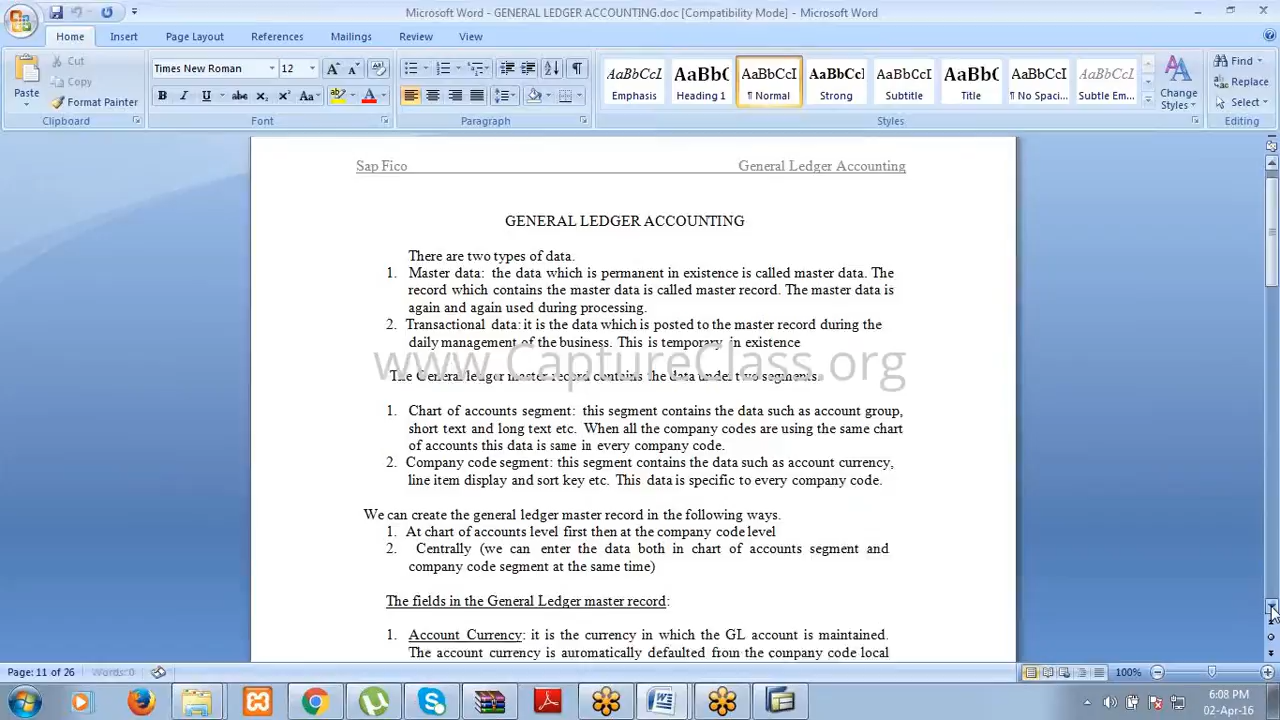 Microsoft Word - GENERAL LEDGER ACCOUNTING.doc [Compatibility Mode] - Microsoft Word
Home Insert Page Layout References Mailings Review View
Paste
Cut
Copy
Format Painter
Clipboard
Times New Roman 12
Font
Paragraph
AaBbCcI AaBbC AaBbCcI AaBbCc AaBbCcI AaBbC AaBbCcI AaBbCcI
Emphasis Heading 1 ¶ Normal Strong Subtitle Title ¶ No Spaci... Subtle Em...
Change Styles
Styles
Find
Replace
Select
Editing
Sap Fico General Ledger Accounting
GENERAL LEDGER ACCOUNTING
There are two types of data.
1. Master data: the data which is permanent in existence is called master data. The
record which contains the master data is called master record. The master data is
again and again used during processing.
2. Transactional data: it is the data which is posted to the master record during the
daily management of the business. This is temporary in existence
www.CaptureClass.org
The General ledger master record contains the data under two segments.
1. Chart of accounts segment: this segment contains the data such as account group,
short text and long text etc. When all the company codes are using the same chart
of accounts this data is same in every company code.
2. Company code segment: this segment contains the data such as account currency,
line item display and sort key etc. This data is specific to every company code.
We can create the general ledger master record in the following ways.
1. At chart of accounts level first then at the company code level
2. Centrally (we can enter the data both in chart of accounts segment and
company code segment at the same time)
The fields in the General Ledger master record:
1. Account Currency: it is the currency in which the GL account is maintained.
The account currency is automatically defaulted from the company code local
Page: 11 of 26 Words: 0 100%
6:08 PM
02-Apr-16